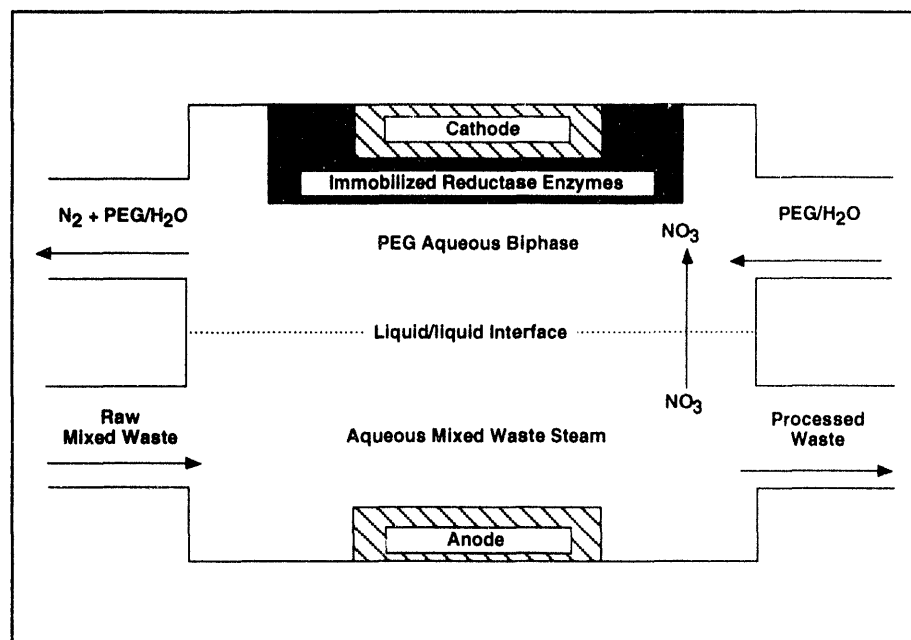 Cathode
Immobilized Reductase Enzymes
N2 + PEG/H2O
PEG Aqueous Biphase
NO3
PEG/H2O
Liquid/liquid Interface
NO3
Raw
Mixed Waste
Aqueous Mixed Waste Steam
Processed
Waste
Anode